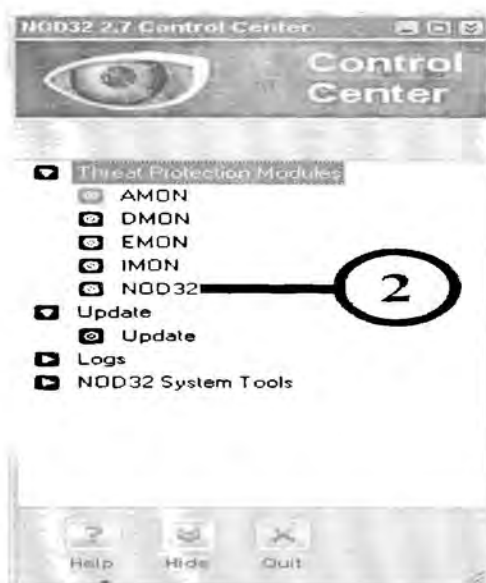 NOD32 2.7 Control Center
Control
Center
Threat Protection Modules
AMON
DMON
EMON
IMON
NOD32
2
Update
Update
Logs
NOD32 System Tools
Help
Hide
Quit